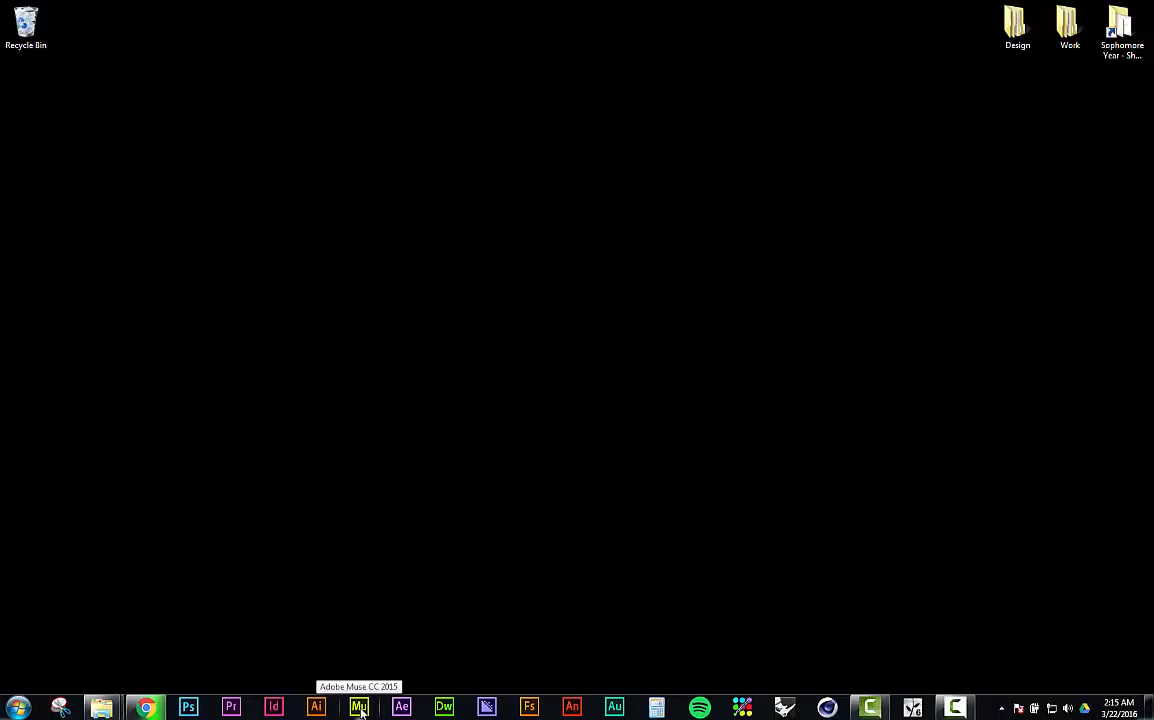 Recycle Bin
Design
Work
Sophomore
Year - Sh...
Adobe Muse CC 2015
Ps
Pr
Id
Ai
Mu
Ae
Dw
Fs
An
Au
2:15 AM
3/22/2016